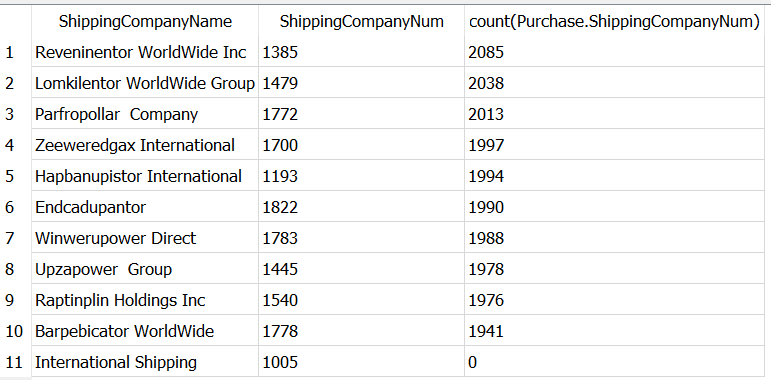 ShippingCompanyName ShippingCompanyNum count(Purchase.ShippingCompanyNum)
1 Reveninentor WorldWide Inc 1385 2085
2 Lomkilentor WorldWide Group 1479 2038
3 Parfropollar  Company 1772 2013
4 Zeeweredgax International 1700 1997
5 Hapbanupistor International 1193 1994
6 Endcadupantor 1822 1990
7 Winwerupower Direct 1783 1988
8 Upzapower  Group 1445 1978
9 Raptinplin Holdings Inc 1540 1976
10 Barpebicator WorldWide 1778 1941
11 International Shipping 1005 0